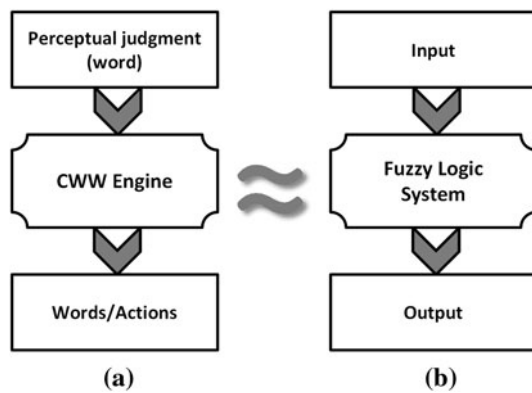 Perceptual judgment
(word)
CWW Engine
Words/Actions
(a)
Input
Fuzzy Logic
System
Output
(b)